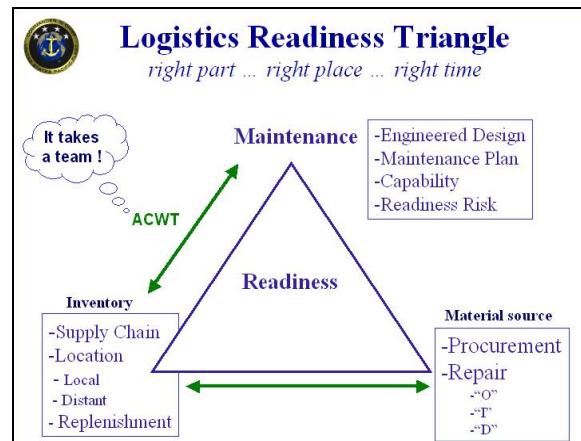 Logistics Readiness Triangle
right part ... right place ... right time
It takes
a team !
ACWT
Maintenance
-Engineered Design
-Maintenance Plan
-Capability
-Readiness Risk
Readiness
Inventory
-Supply Chain
-Location
- Local
- Distant
- Replenishment
Material source
-Procurement
-Repair
-“O”
-“I”
-“D”